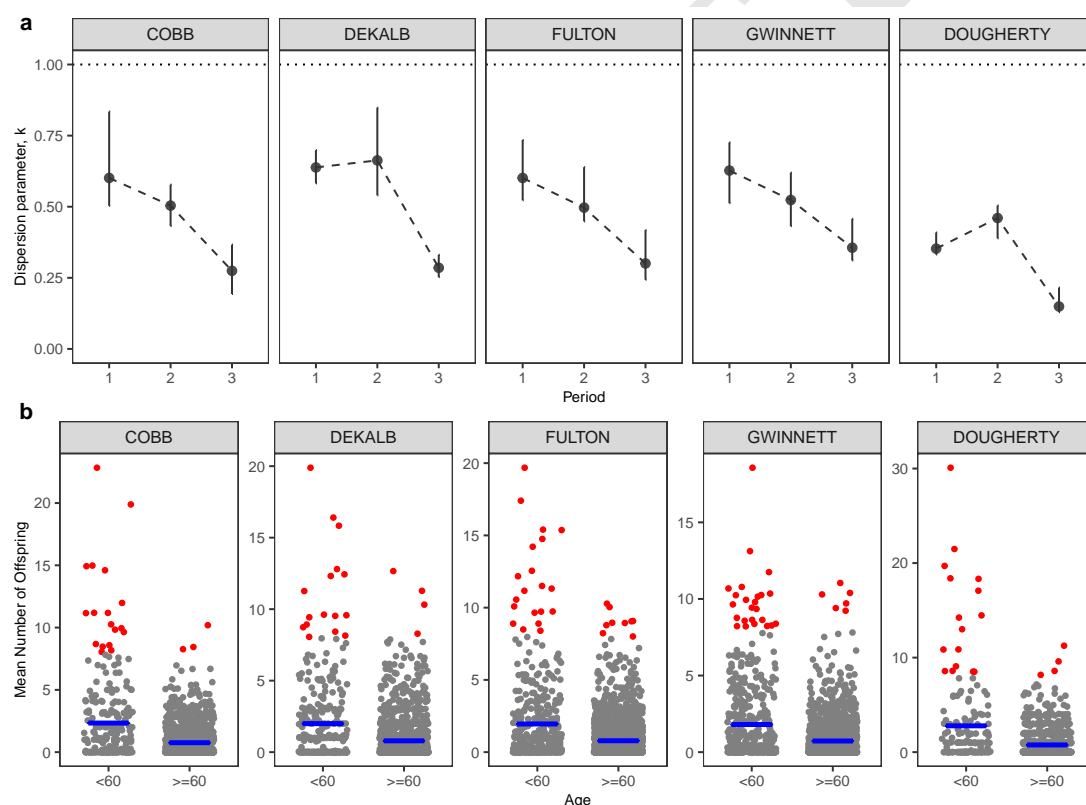 a
COBB DEKALB FULTON GWINNETT DOUGHERTY
1.00
0.75
0.50
0.25
0.00
Dispersion parameter, k
1 2 3 1 2 3 1 2 3 1 2 3 1 2 3
Period
b
COBB DEKALB FULTON GWINNETT DOUGHERTY
20
15
10
5
0
20
15
10
5
0
20
15
10
5
0
15
10
5
0
30
20
10
0
Mean Number of Offspring
<60 >=60 <60 >=60 <60 >=60 <60 >=60 <60 >=60
Age